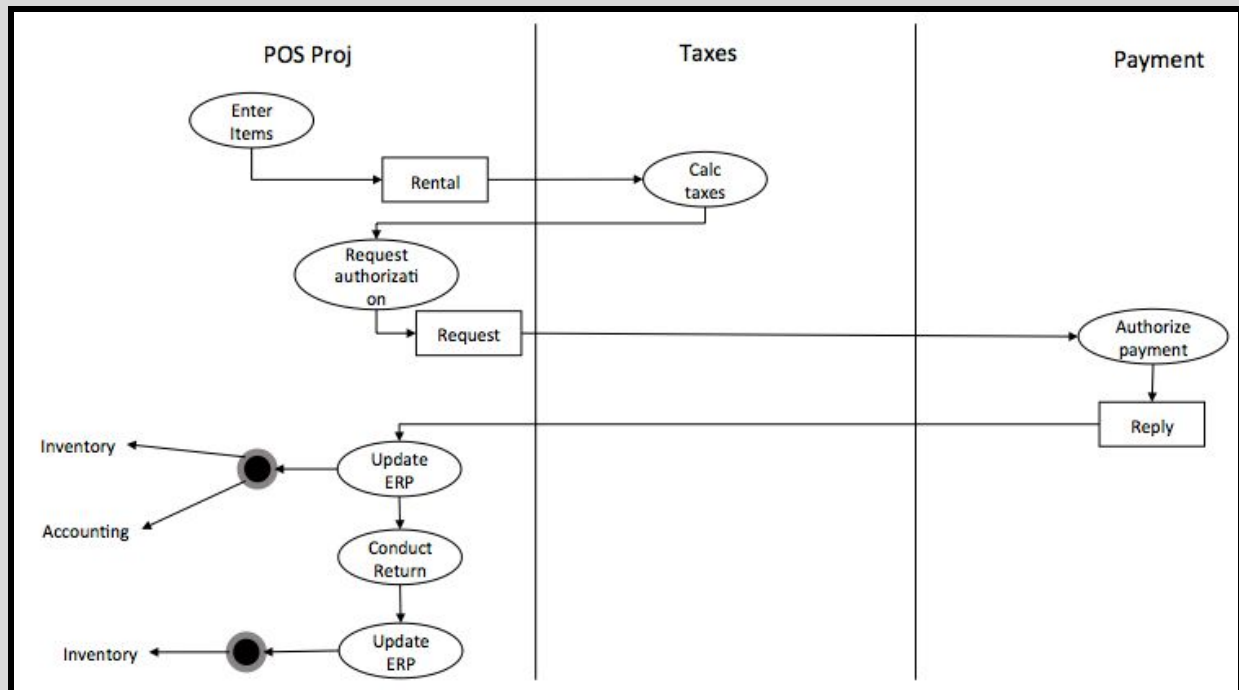 POS Proj
Taxes
Payment
Enter
Items
Rental
Calc
taxes
Request
authorizati
on
Request
Authorize
payment
Reply
Inventory
Update
ERP
Accounting
Conduct
Return
Update
ERP
Inventory